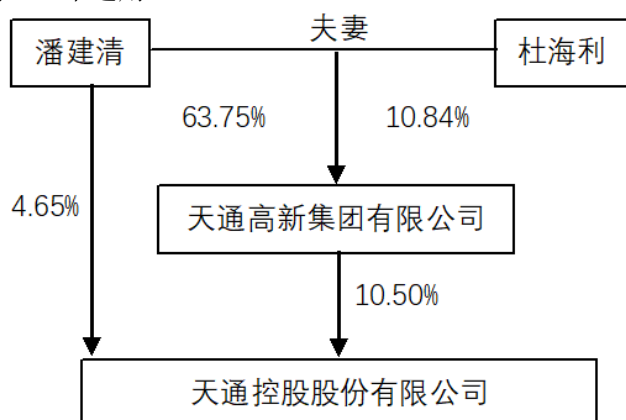 夫妻
潘建清
杜海利
63.75%
10.84%
4.65%
天通高新集团有限公司
10.50%
天通控股股份有限公司